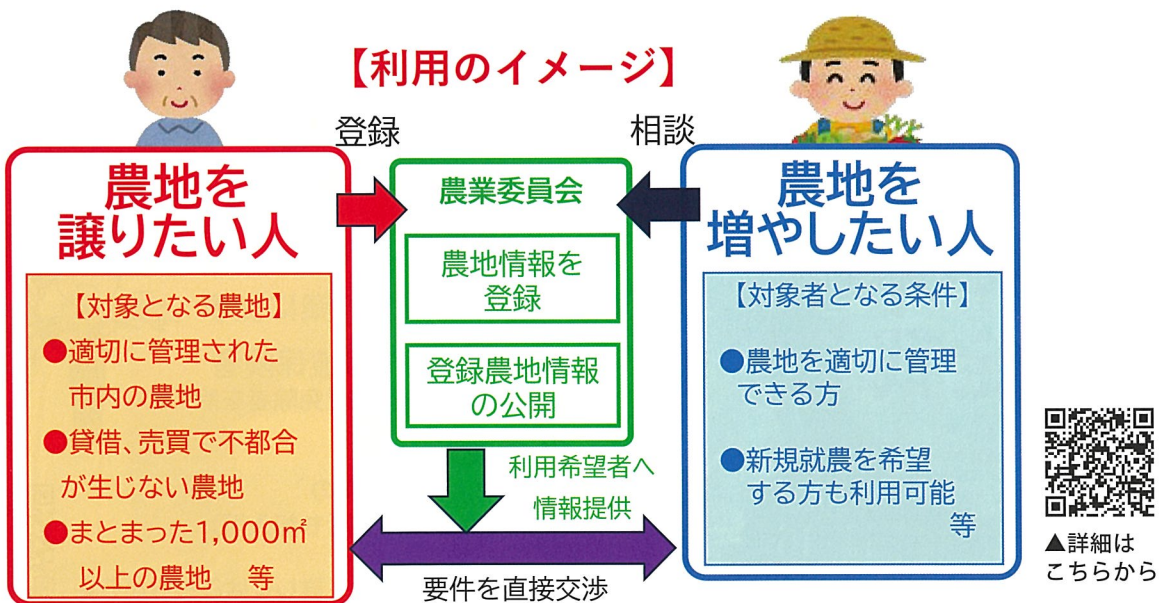 【利用のイメージ】
登録
相談
農地を
譲りたい人
【対象となる農地】
●適切に管理された
市内の農地
●貸借、売買で不都合
が生じない農地
●まとまった1,000㎡
以上の農地　等
農業委員会
農地情報を
登録
登録農地情報
の公開
利用希望者へ
情報提供
要件を直接交渉
農地を
増やしたい人
【対象者となる条件】
●農地を適切に管理
できる方
●新規就農を希望
する方も利用可能
等
▲詳細は
こちらから